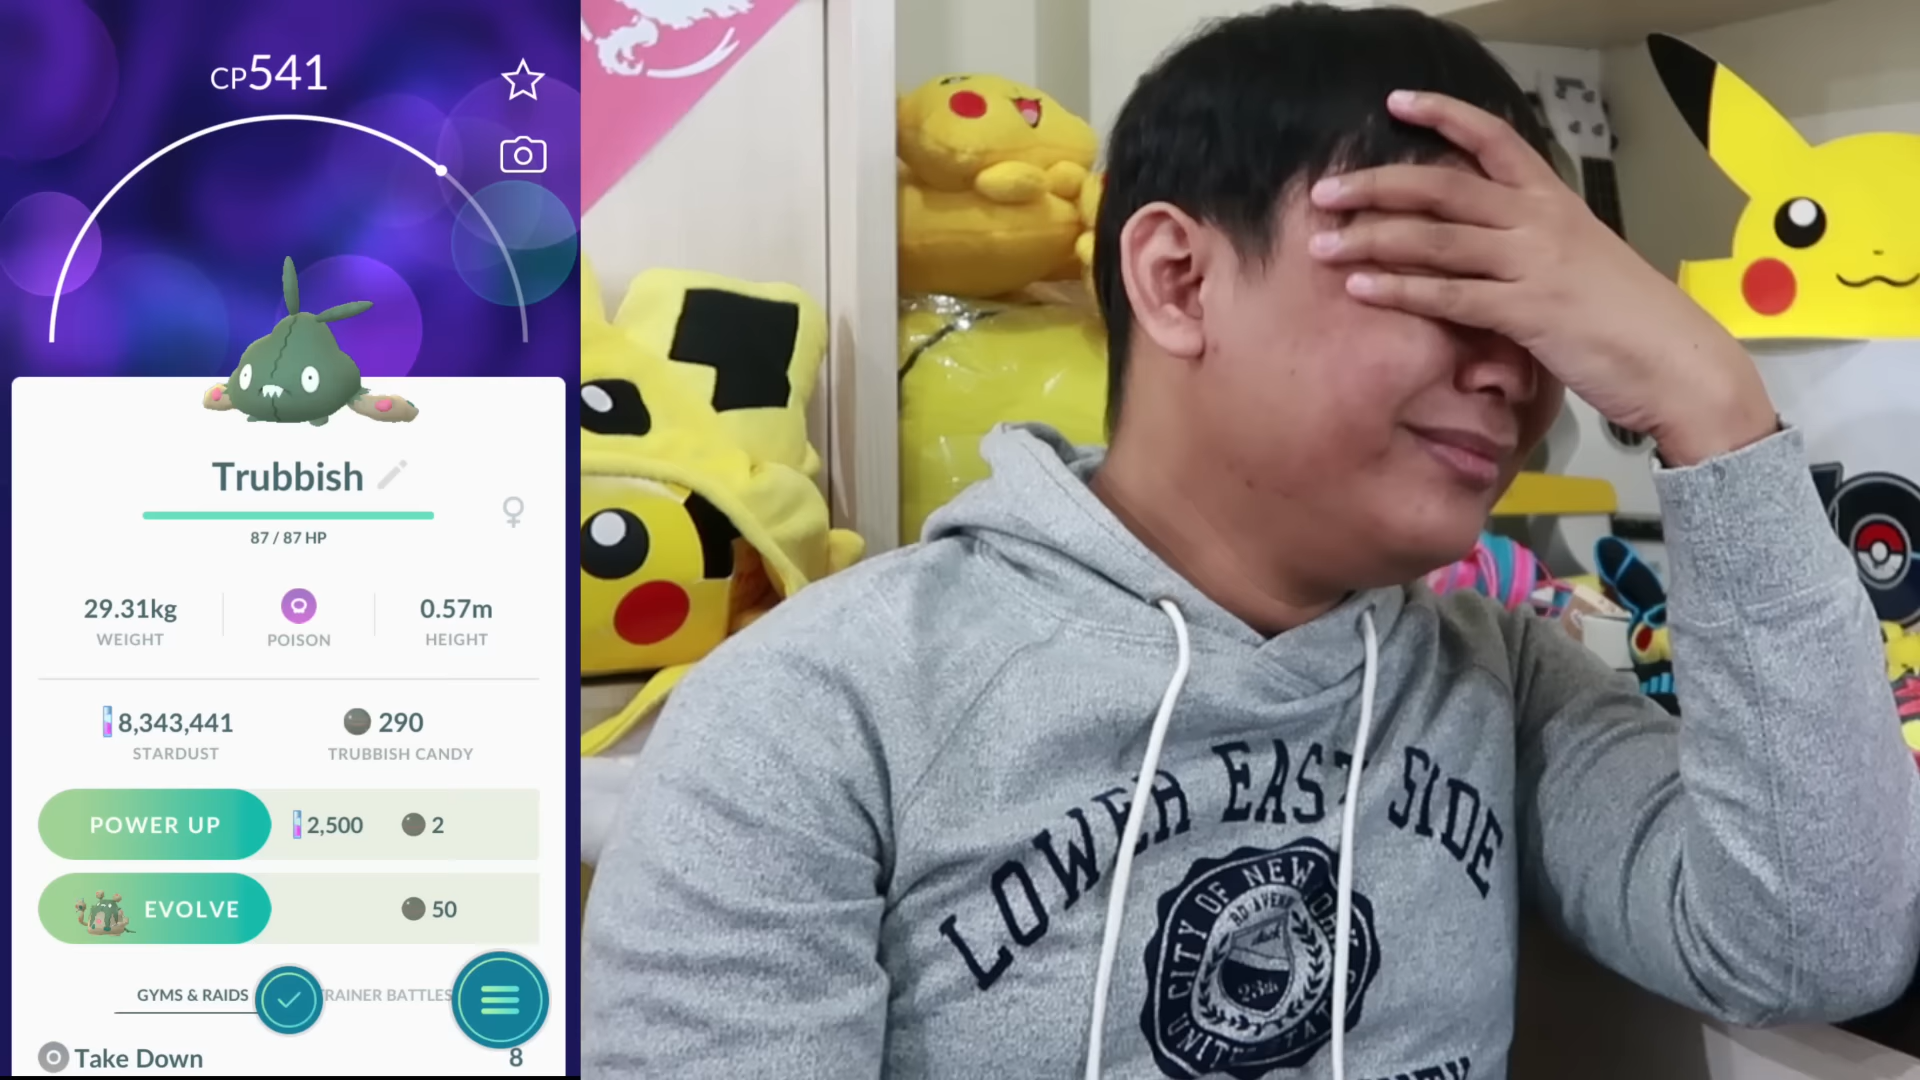 CP541
Trubbish
87 / 87 HP
29.31kg
WEIGHT
POISON
0.57m
HEIGHT
8,343,441
STARDUST
290
TRUBBISH CANDY
POWER UP
2,500
2
EVOLVE
50
GYMS & RAIDS
TRAINER BATTLES
Take Down
8
LOWER EAST SIDE
CITY OF NEW YORK
23th